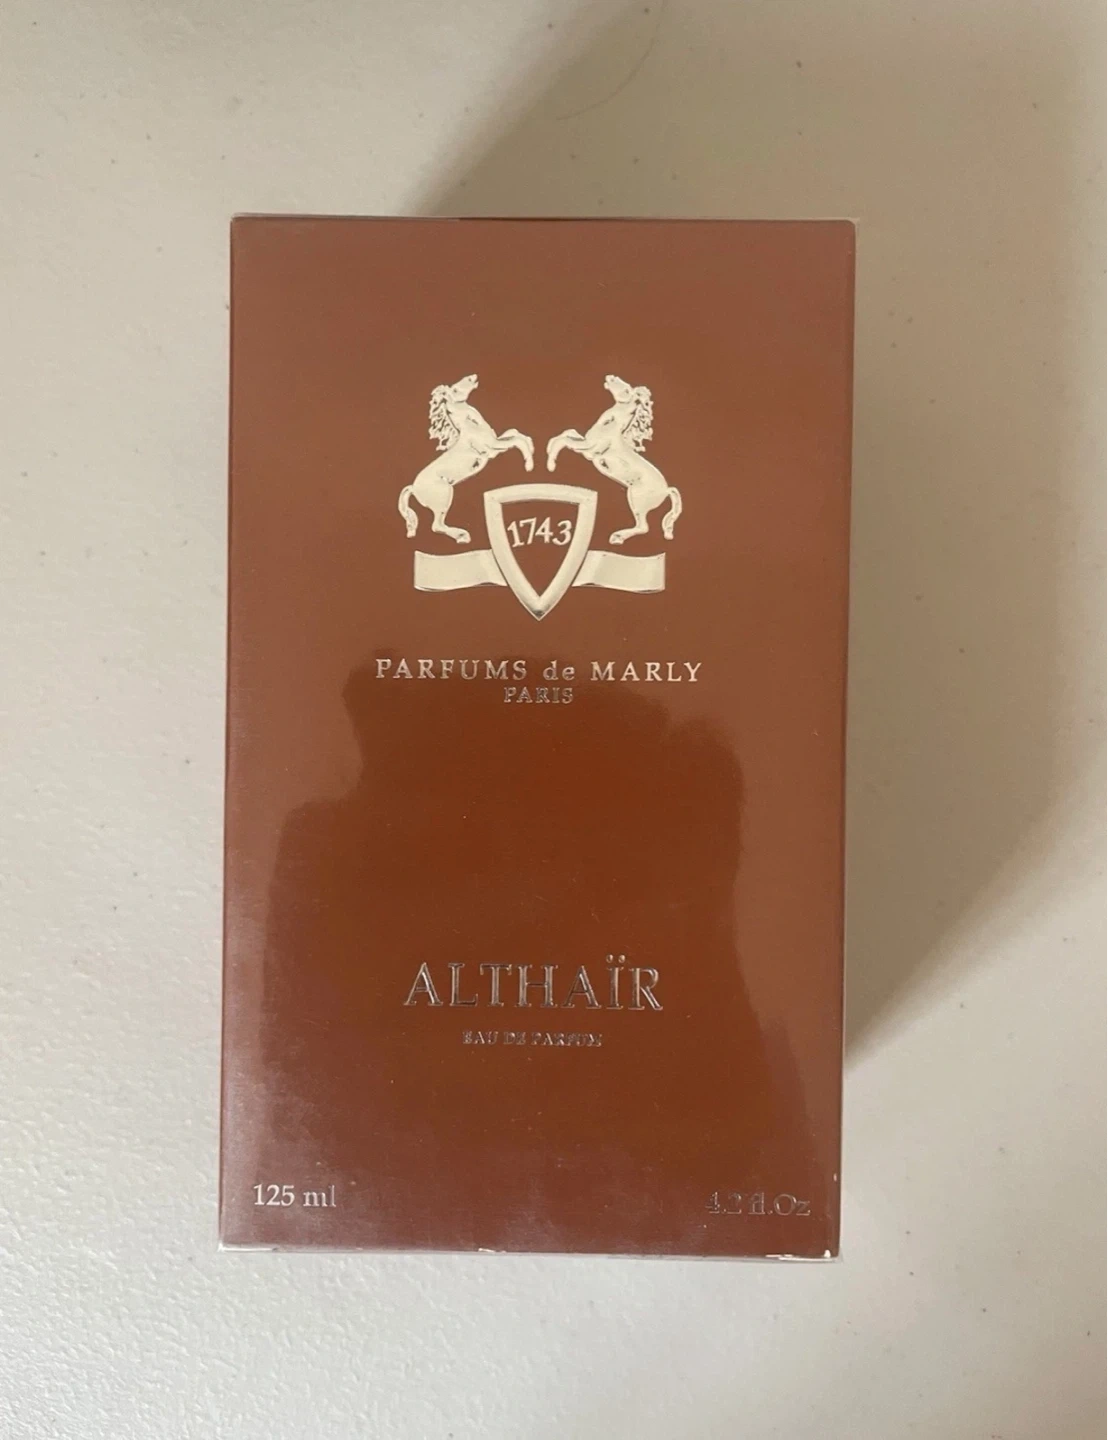 1743
PARFUMS de MARLY
PARIS
ALTHAÏR
EAU DE PARFUM
125 ml
4.2 fl.Oz